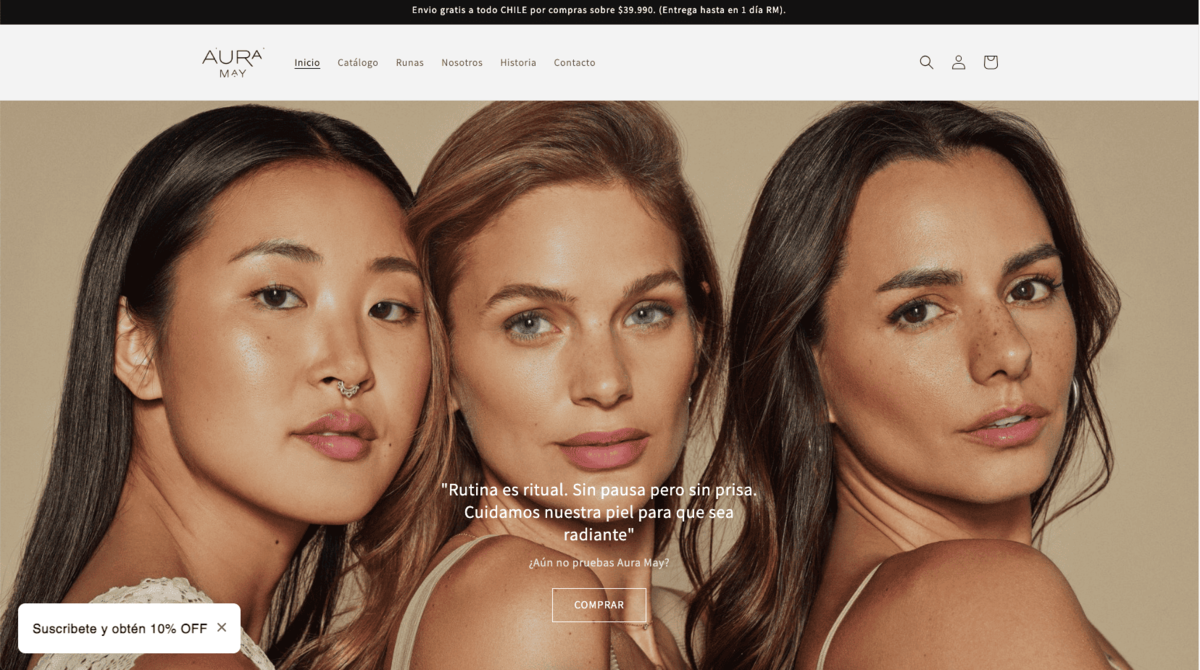 Envio gratis a todo CHILE por compras sobre $39.990. (Entrega hasta en 1 día RM).
AURA
MAY
Inicio
Catálogo
Runas
Nosotros
Historia
Contacto
"Rutina es ritual. Sin pausa pero sin prisa.
Cuidamos nuestra piel para que sea
radiante"
¿Aún no pruebas Aura May?
COMPRAR
Suscribete y obtén 10% OFF